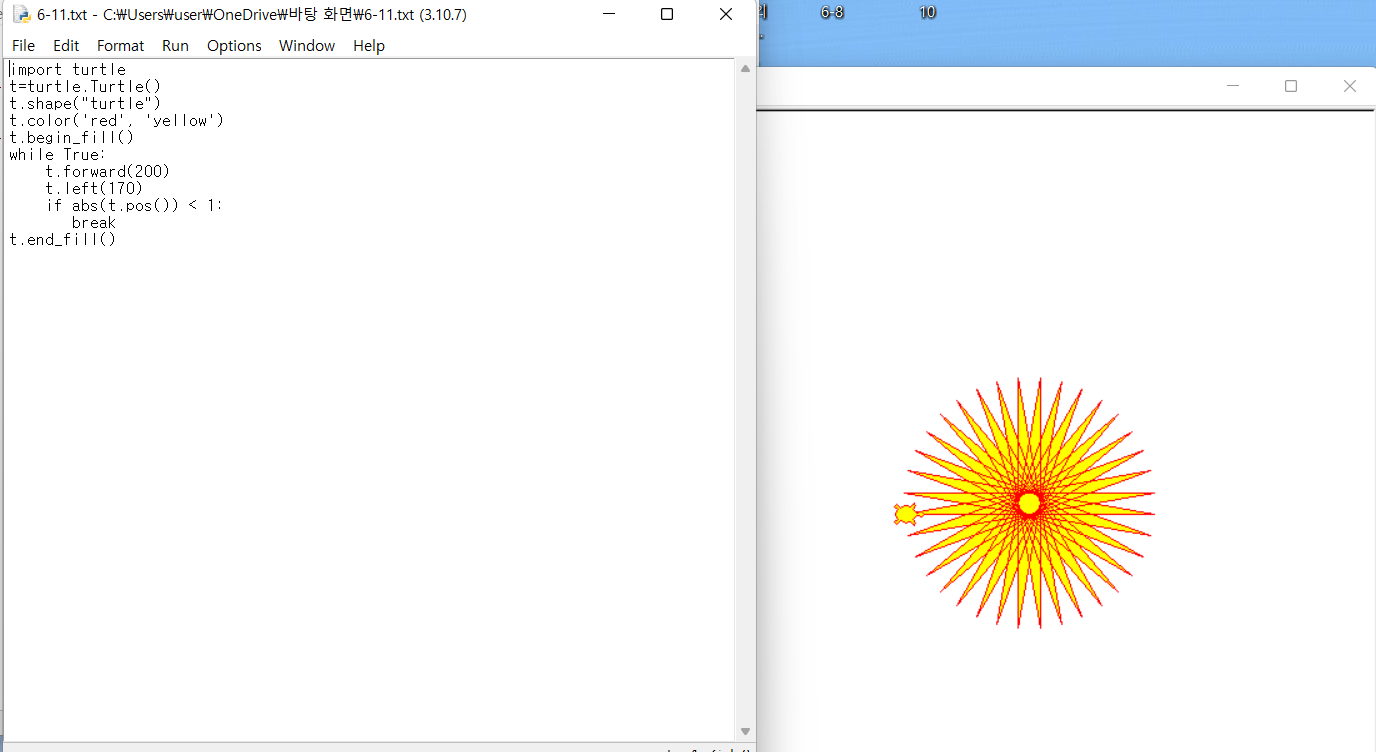 6-11.txt - C:₩Users₩user₩OneDrive₩바탕 화면₩6-11.txt (3.10.7)
6-8
10
File Edit Format Run Options Window Help
import turtle
t=turtle.Turtle()
t.shape("turtle")
t.color('red', 'yellow')
t.begin_fill()
while True:
    t.forward(200)
    t.left(170)
    if abs(t.pos()) < 1:
       break
t.end_fill()